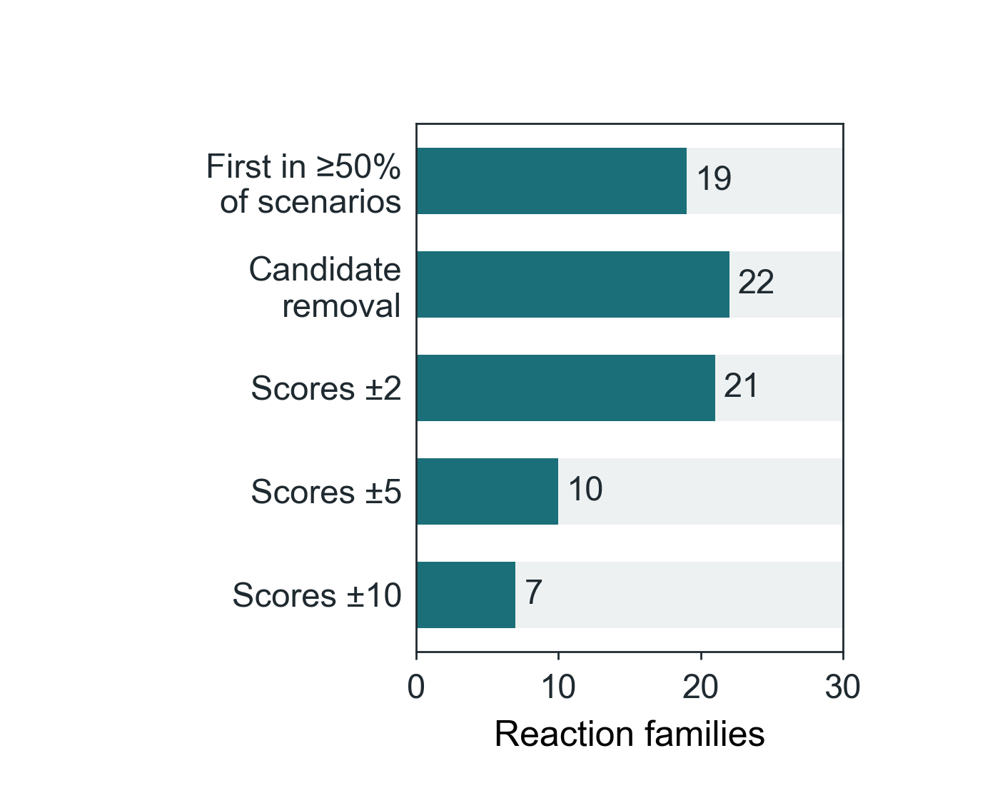 First in ≥50%
of scenarios
19
Candidate
removal
22
Scores ±2
21
Scores ±5
10
Scores ±10
7
0 10 20 30
Reaction families